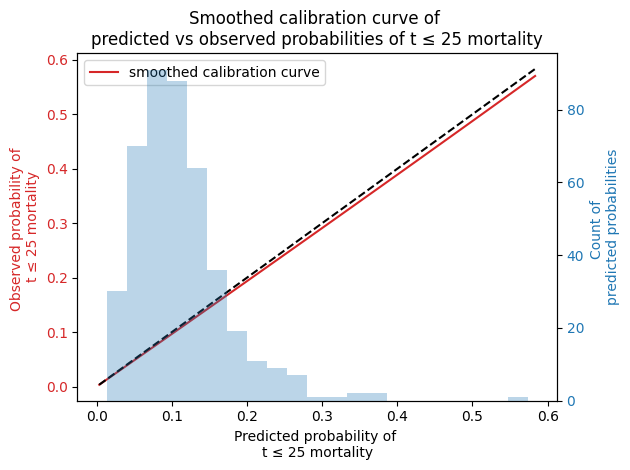 Smoothed calibration curve of
predicted vs observed probabilities of t ≤ 25 mortality
smoothed calibration curve
0.6
0.5
0.4
0.3
0.2
0.1
0.0
Observed probability of
t ≤ 25 mortality
80
60
40
20
0
Count of
predicted probabilities
0.0 0.1 0.2 0.3 0.4 0.5 0.6
Predicted probability of
t ≤ 25 mortality